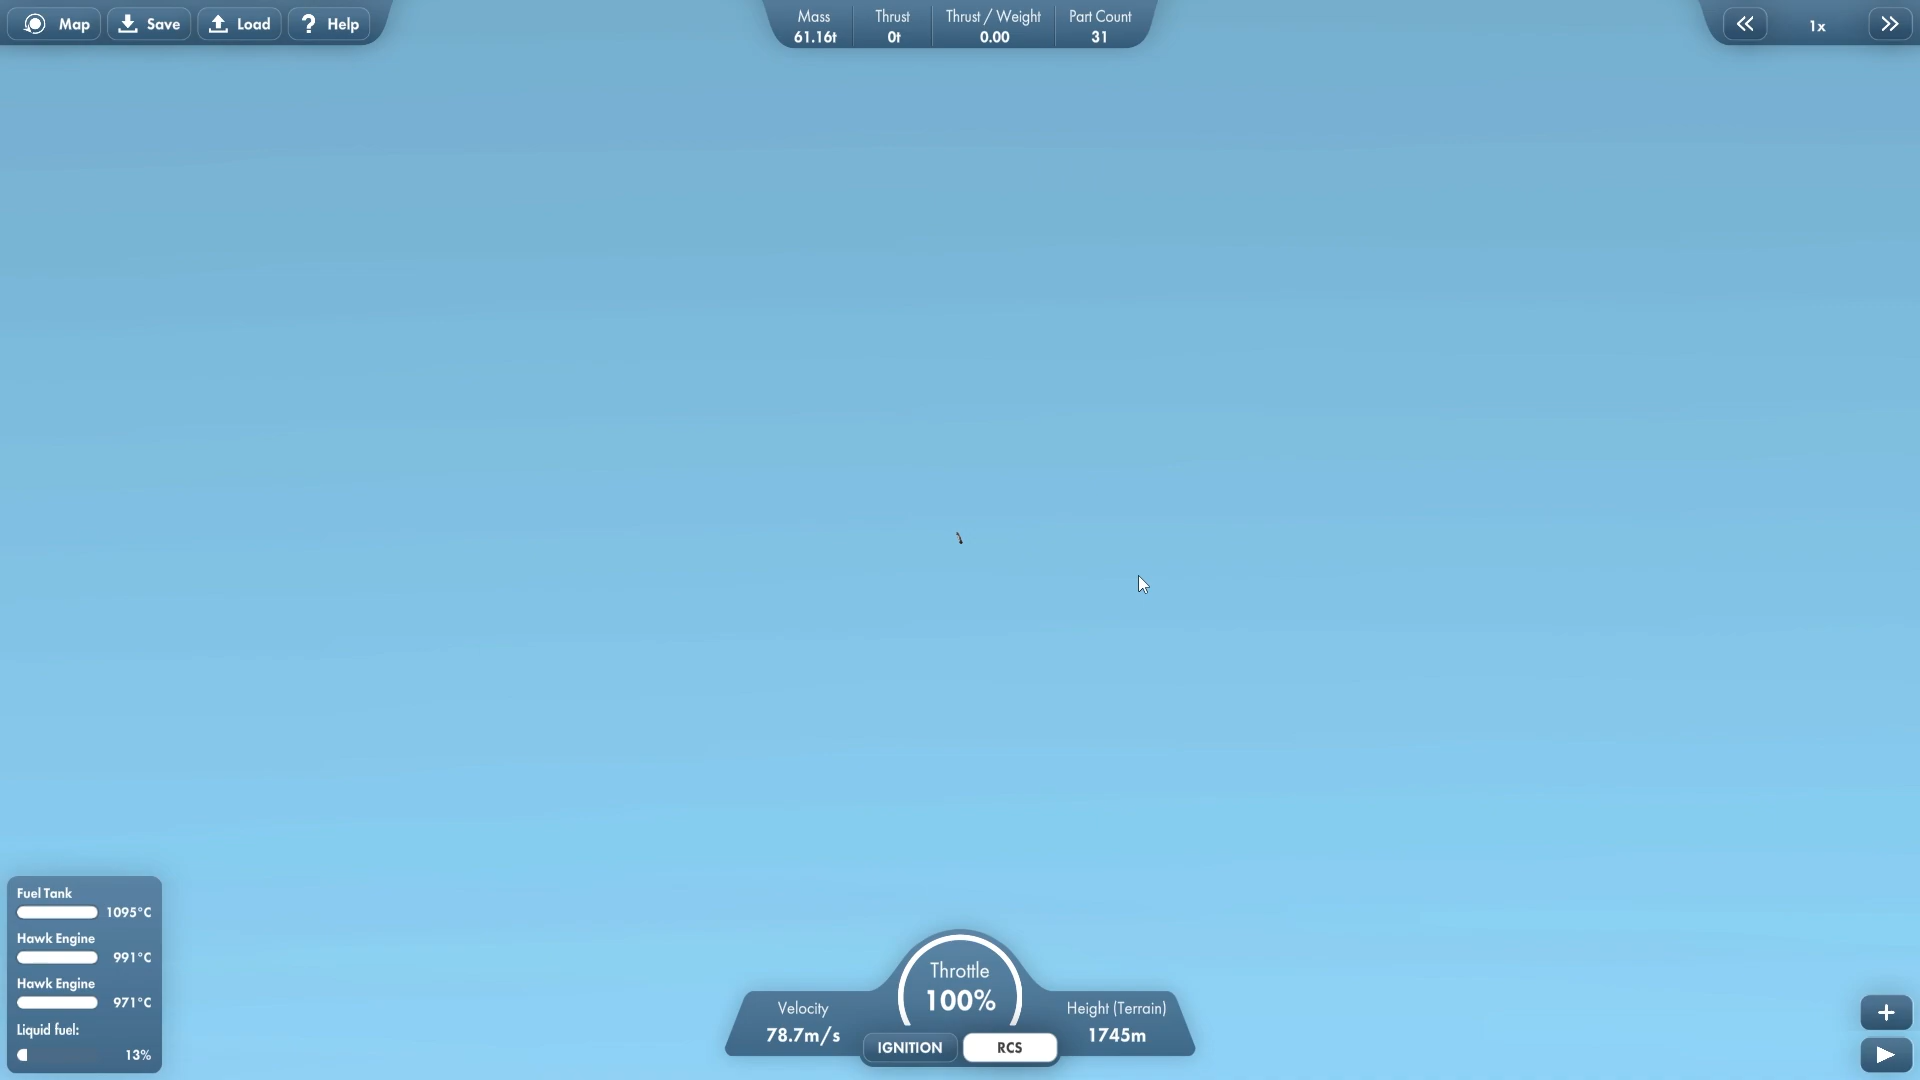 Map Save Load ? Help
Mass Thrust Thrust / Weight Part Count
61.16t 0t 0.00 31
1x
Fuel Tank
1095°C
Hawk Engine
991°C
Hawk Engine
971°C
Liquid fuel:
13%
Throttle
100%
Velocity
78.7m/s
Height (Terrain)
1745m
IGNITION RCS